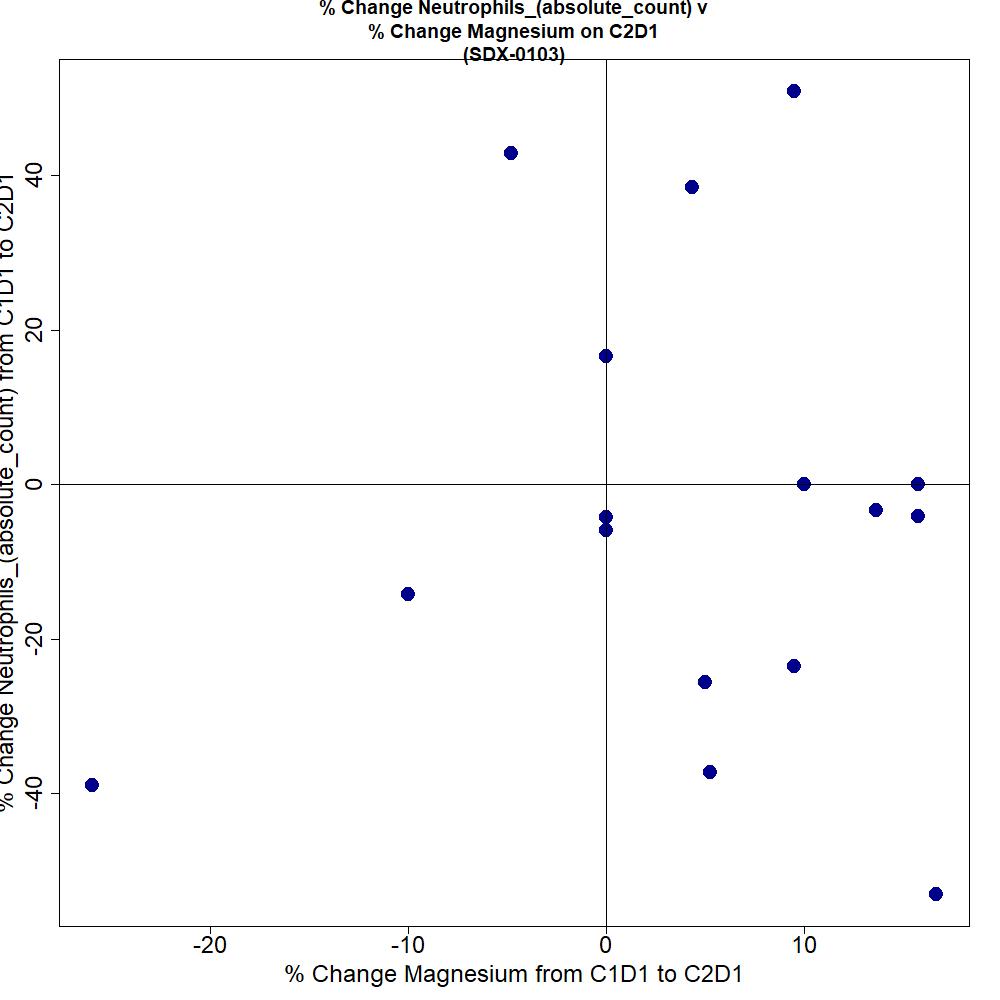 % Change Neutrophils_(absolute_count) v
% Change Magnesium on C2D1
(SDX-0103)
% Change Neutrophils_(absolute_count) from C1D1 to C2D1
40
20
0
-20
-40
-20
-10
0
10
% Change Magnesium from C1D1 to C2D1